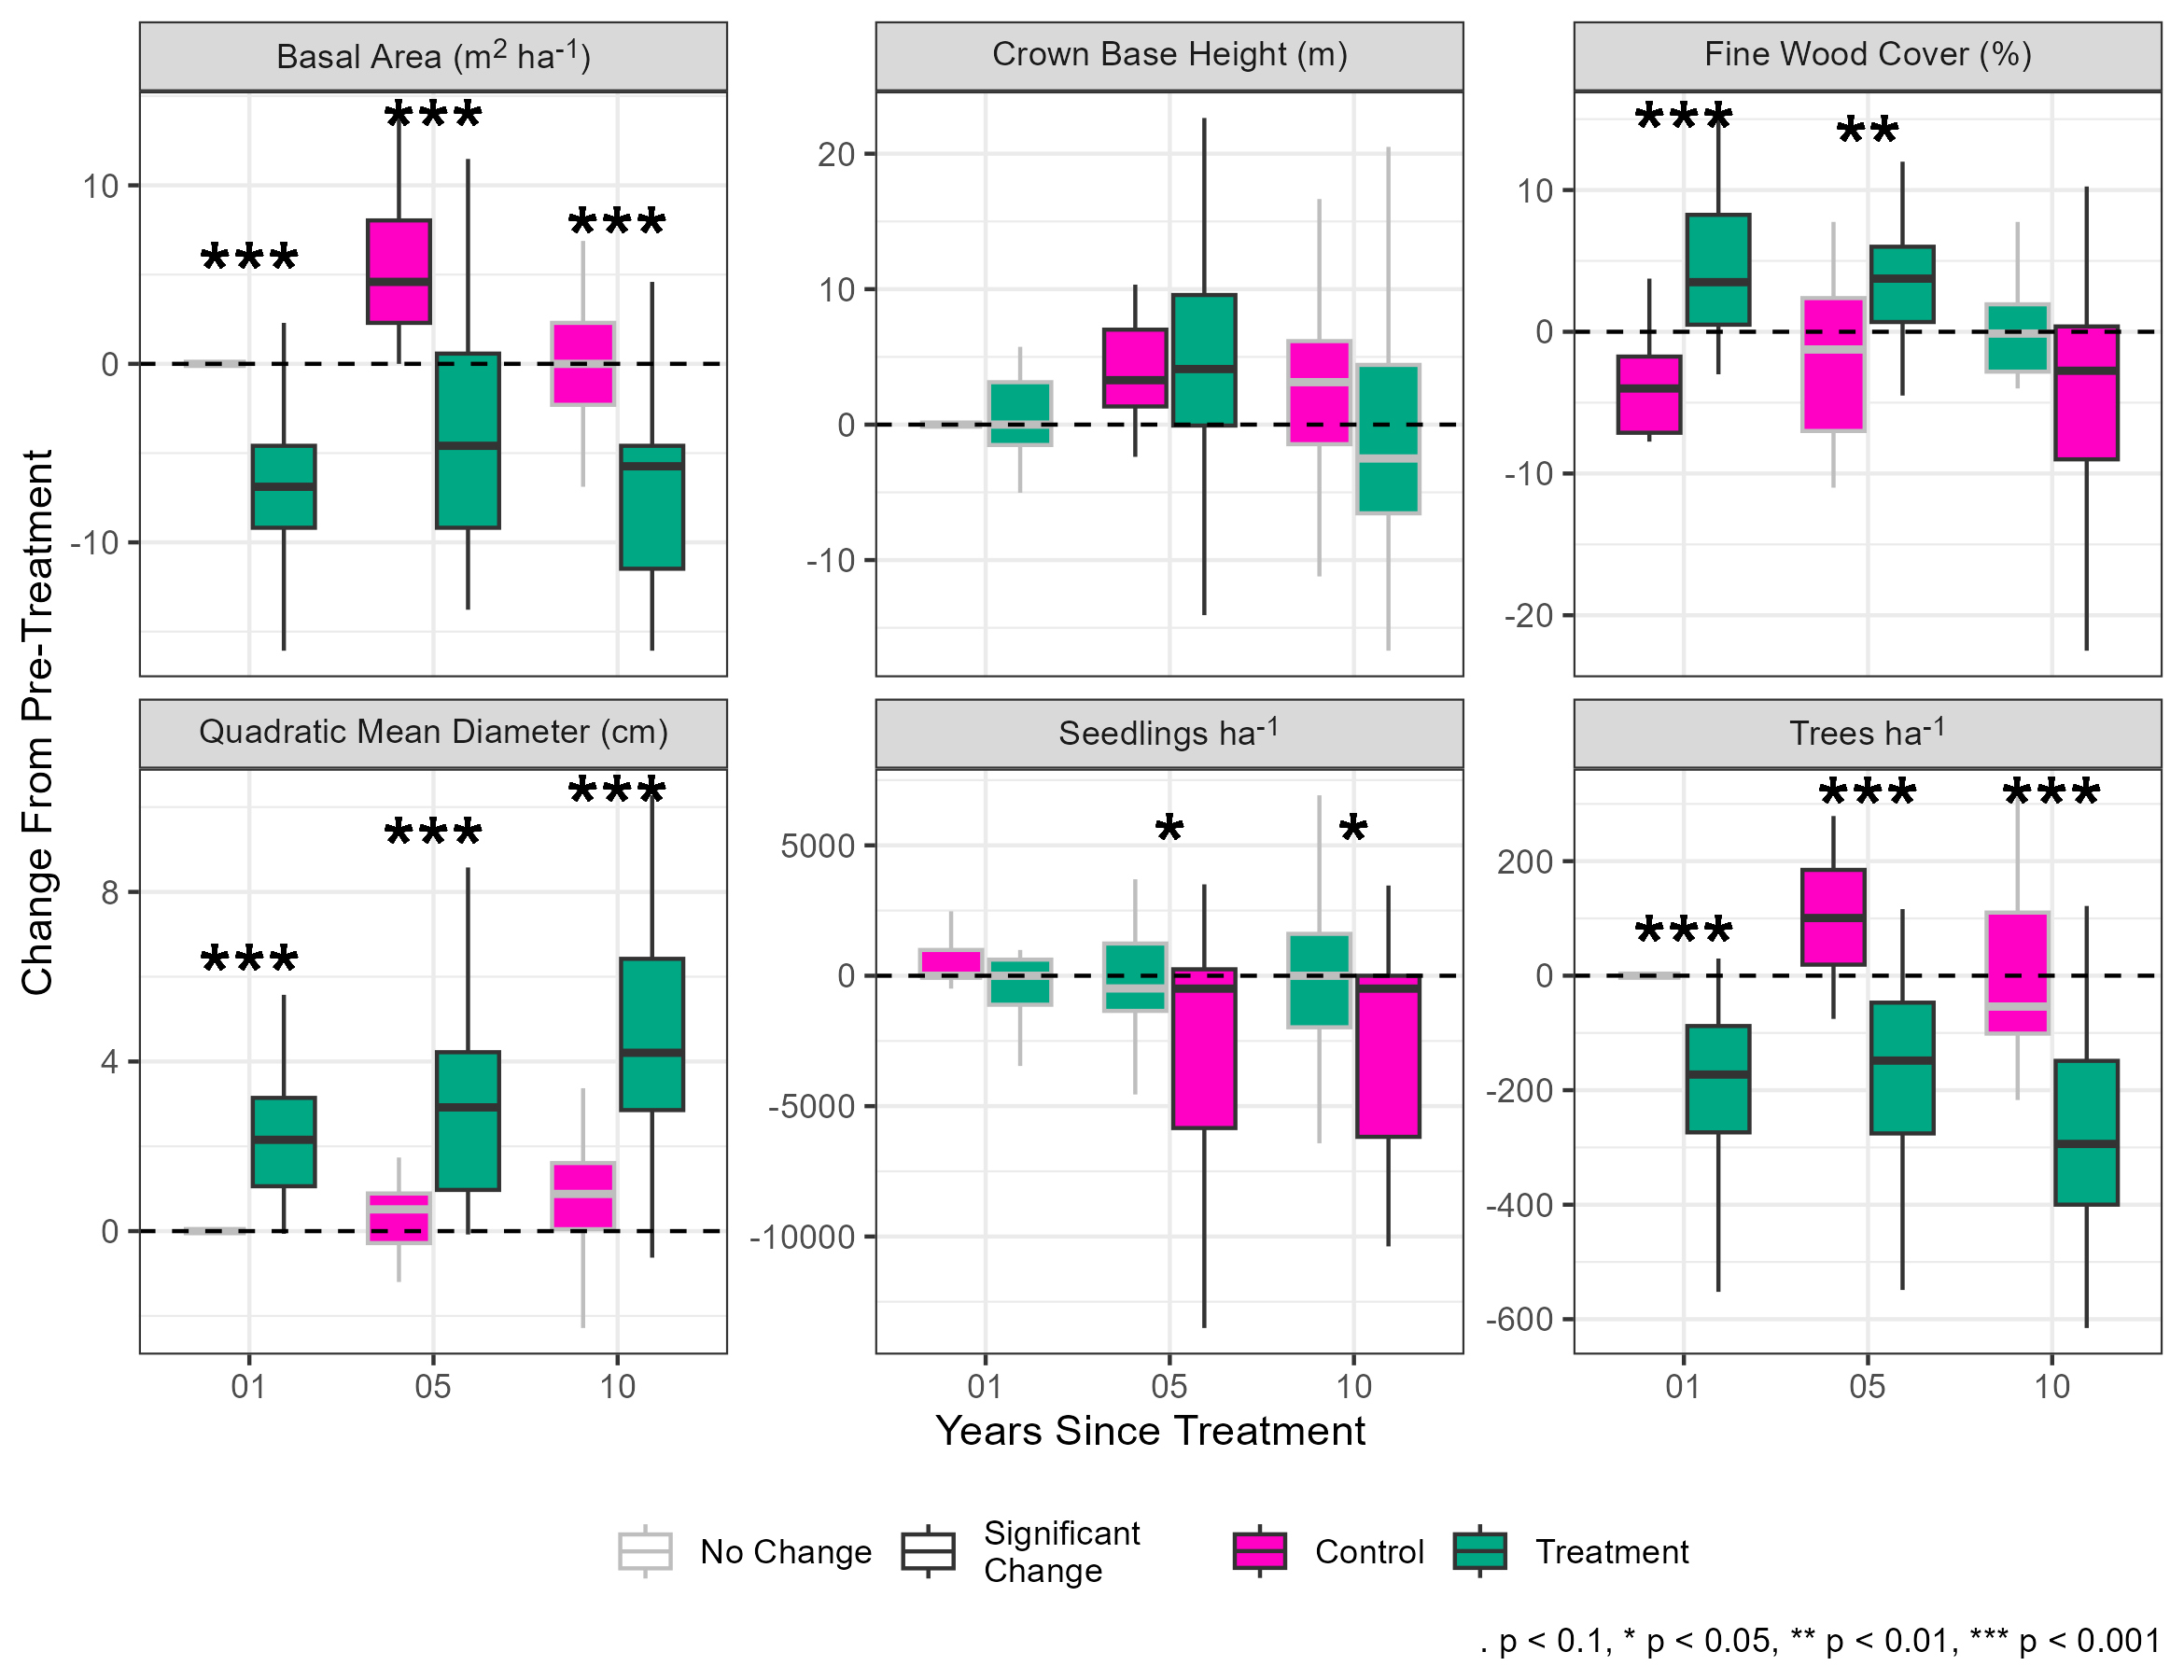 Basal Area (m² ha⁻¹)
Crown Base Height (m)
Fine Wood Cover (%)
***
***
***
***
**
10
0
-10
20
10
0
-10
10
0
-10
-20
Change From Pre-Treatment
Quadratic Mean Diameter (cm)
Seedlings ha⁻¹
Trees ha⁻¹
***
***
***
*
*
***
***
***
8
4
0
5000
0
-5000
-10000
200
0
-200
-400
-600
01 05 10
01 05 10
01 05 10
Years Since Treatment
No Change
Significant
Change
Control
Treatment
. p < 0.1, * p < 0.05, ** p < 0.01, *** p < 0.001